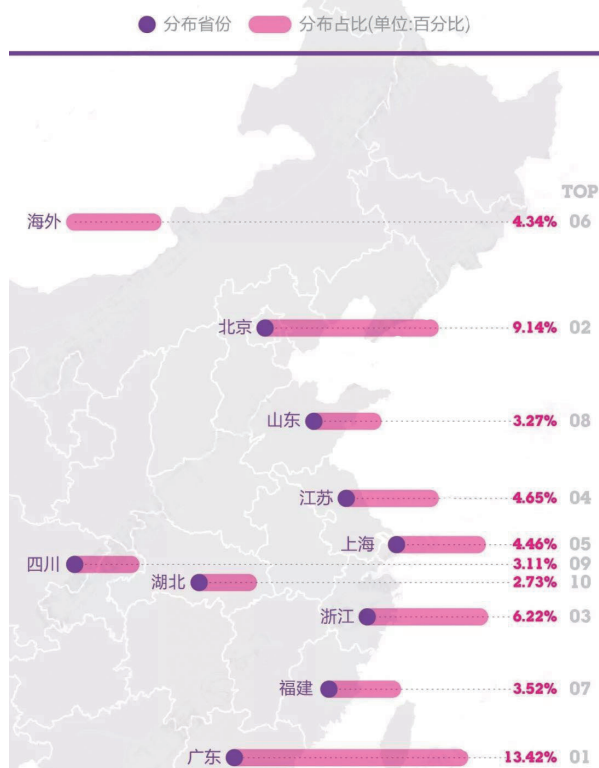 分布省份 分布占比(单位:百分比)
TOP
海外 4.34% 06
北京 9.14% 02
山东 3.27% 08
江苏 4.65% 04
上海 4.46% 05
四川 3.11% 09
湖北 2.73% 10
浙江 6.22% 03
福建 3.52% 07
广东 13.42% 01